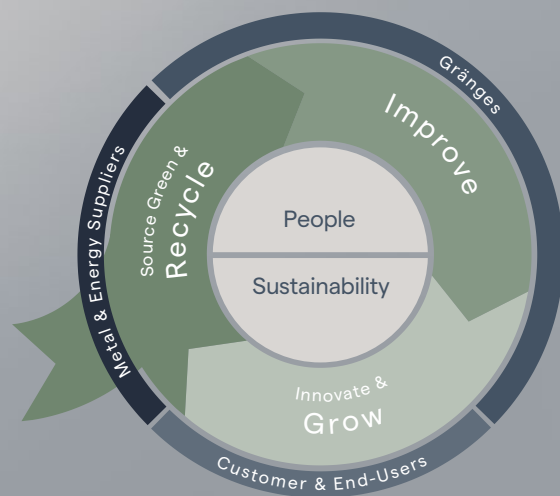 Gränges
Improve
Metal & Energy Suppliers
Source Green &
Recycle
People
Sustainability
Innovate &
Grow
Customer & End-Users